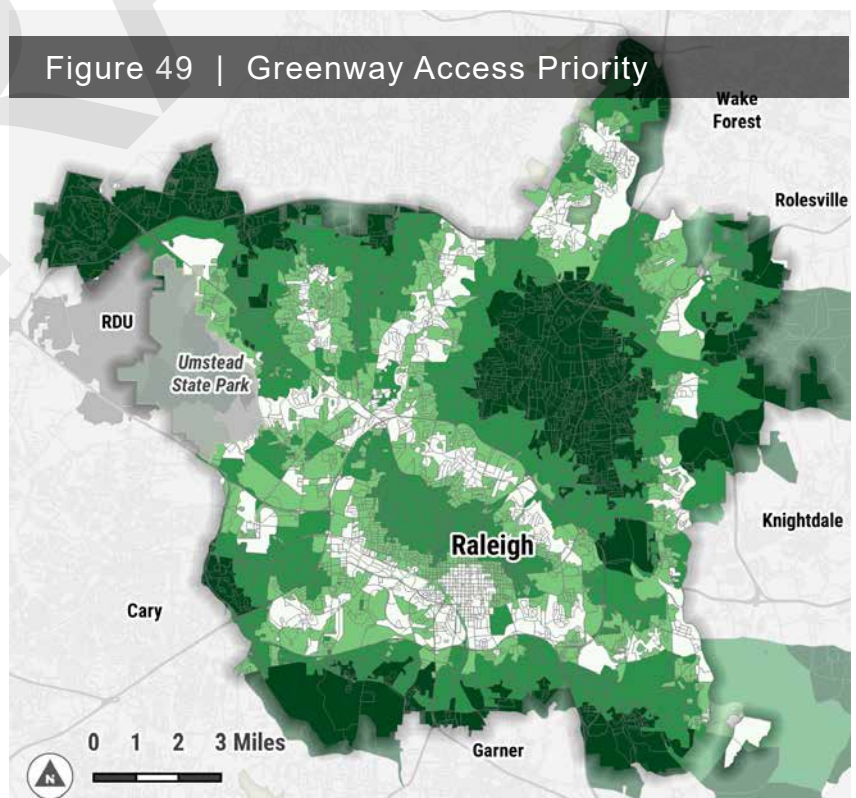 Figure 49 | Greenway Access Priority
Wake
Forest
Rolesville
RDU
Umstead
State Park
Raleigh
Knightdale
Cary
0 1 2 3 Miles
Garner
N